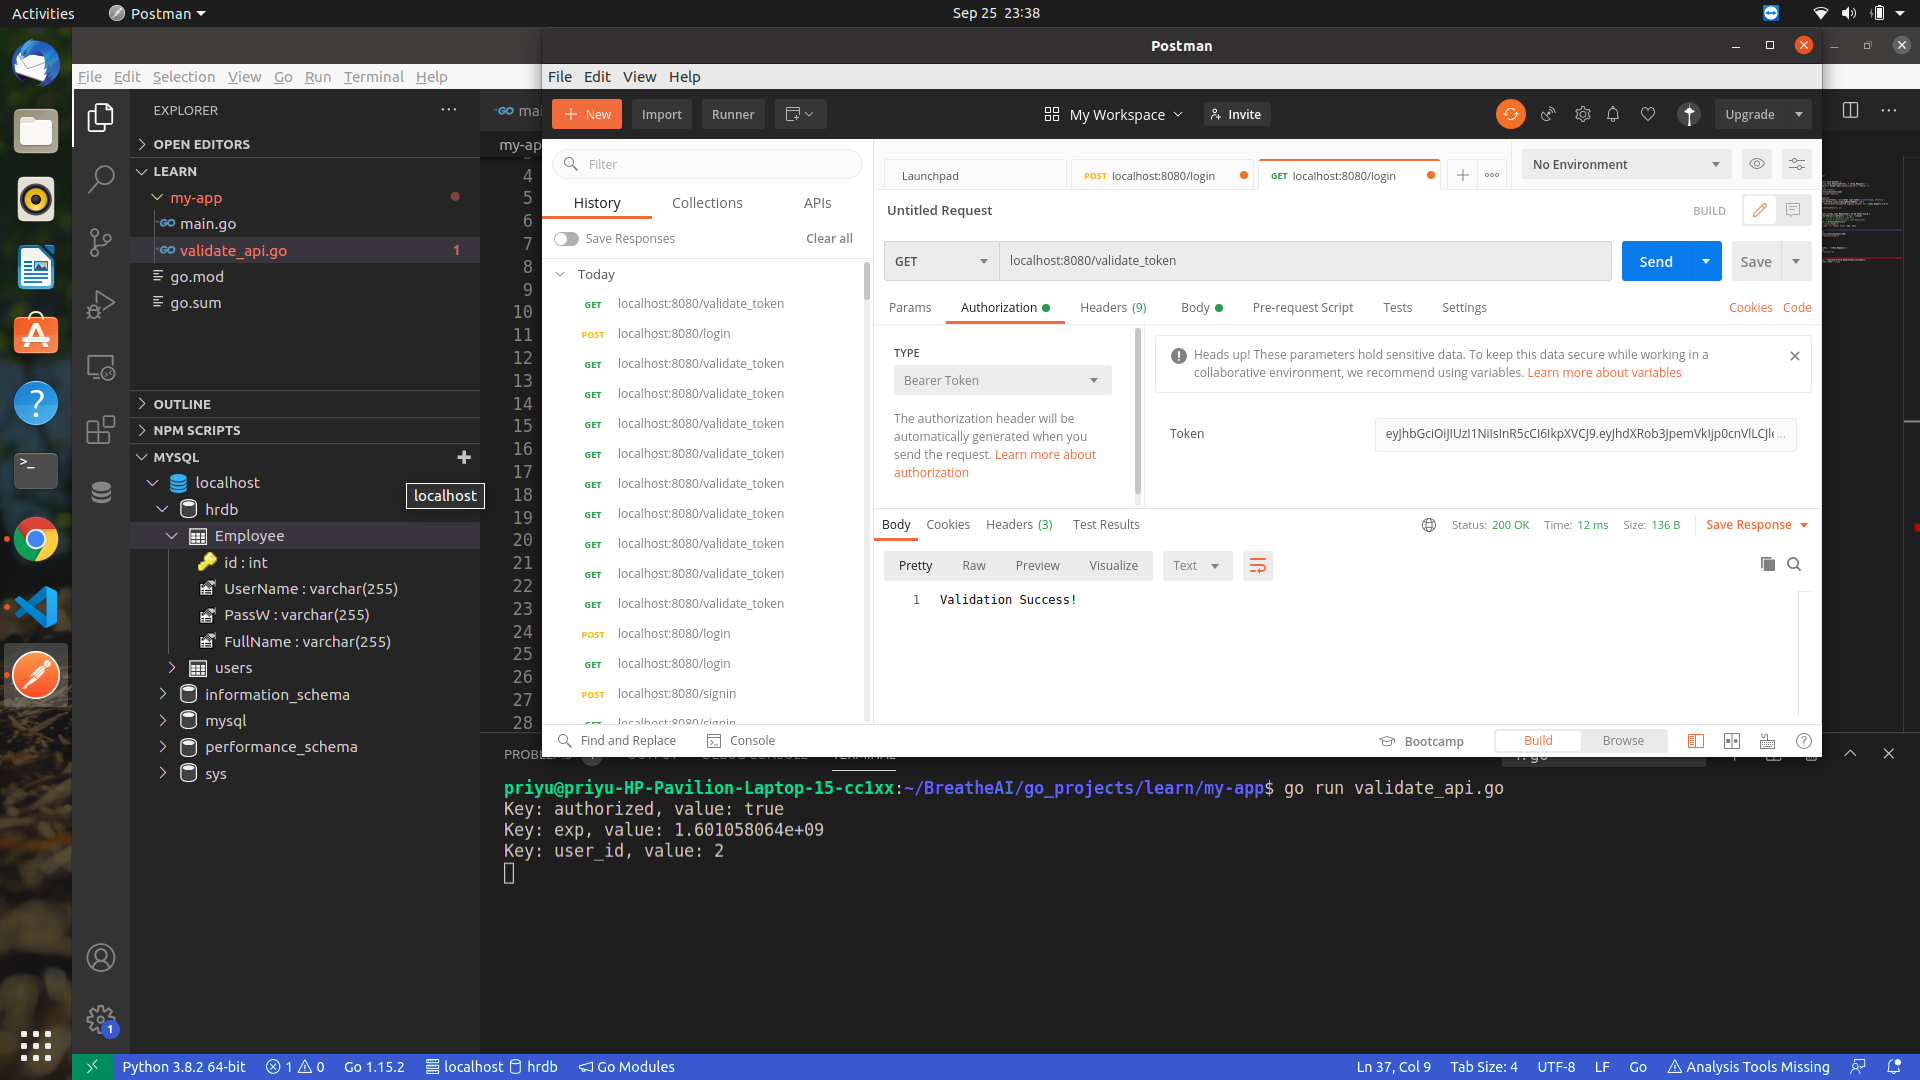 Activities
Postman
Sep 25 23:38
Postman
File Edit Selection View Go Run Terminal Help
File Edit View Help
EXPLORER
OPEN EDITORS
LEARN
my-app
main.go
validate_api.go 1
go.mod
go.sum
OUTLINE
NPM SCRIPTS
MYSQL
localhost
localhost
hrdb
Employee
id : int
UserName : varchar(255)
PassW : varchar(255)
FullName : varchar(255)
users
information_schema
mysql
performance_schema
sys
4
5
6
7
8
9
10
11
12
13
14
15
16
17
18
19
20
21
22
23
24
25
26
27
28
New Import Runner
My Workspace Invite
Upgrade
Filter
History Collections APIs
Save Responses Clear all
Today
GET localhost:8080/validate_token
POST localhost:8080/login
GET localhost:8080/validate_token
GET localhost:8080/validate_token
GET localhost:8080/validate_token
GET localhost:8080/validate_token
GET localhost:8080/validate_token
GET localhost:8080/validate_token
GET localhost:8080/validate_token
GET localhost:8080/validate_token
GET localhost:8080/validate_token
POST localhost:8080/login
GET localhost:8080/login
POST localhost:8080/signin
GET localhost:8080/signin
Launchpad
POST localhost:8080/login
GET localhost:8080/login
No Environment
Untitled Request
BUILD
GET localhost:8080/validate_token
Send Save
Params Authorization Headers (9) Body Pre-request Script Tests Settings Cookies Code
TYPE
Bearer Token
The authorization header will be
automatically generated when you
send the request. Learn more about
authorization
Heads up! These parameters hold sensitive data. To keep this data secure while working in a
collaborative environment, we recommend using variables. Learn more about variables
Token
Body Cookies Headers (3) Test Results
Status: 200 OK Time: 12 ms Size: 136 B Save Response
Pretty Raw Preview Visualize Text
1 Validation Success!
Find and Replace Console
Bootcamp Build Browse
priyu@priyu-HP-Pavilion-Laptop-15-cc1xx:~/BreatheAI/go_projects/learn/my-app$ go run validate_api.go
Key: authorized, value: true
Key: exp, value: 1.601058064e+09
Key: user_id, value: 2
1
Python 3.8.2 64-bit 1 0 Go 1.15.2 localhost hrdb Go Modules
Ln 37, Col 9 Tab Size: 4 UTF-8 LF Go Analysis Tools Missing